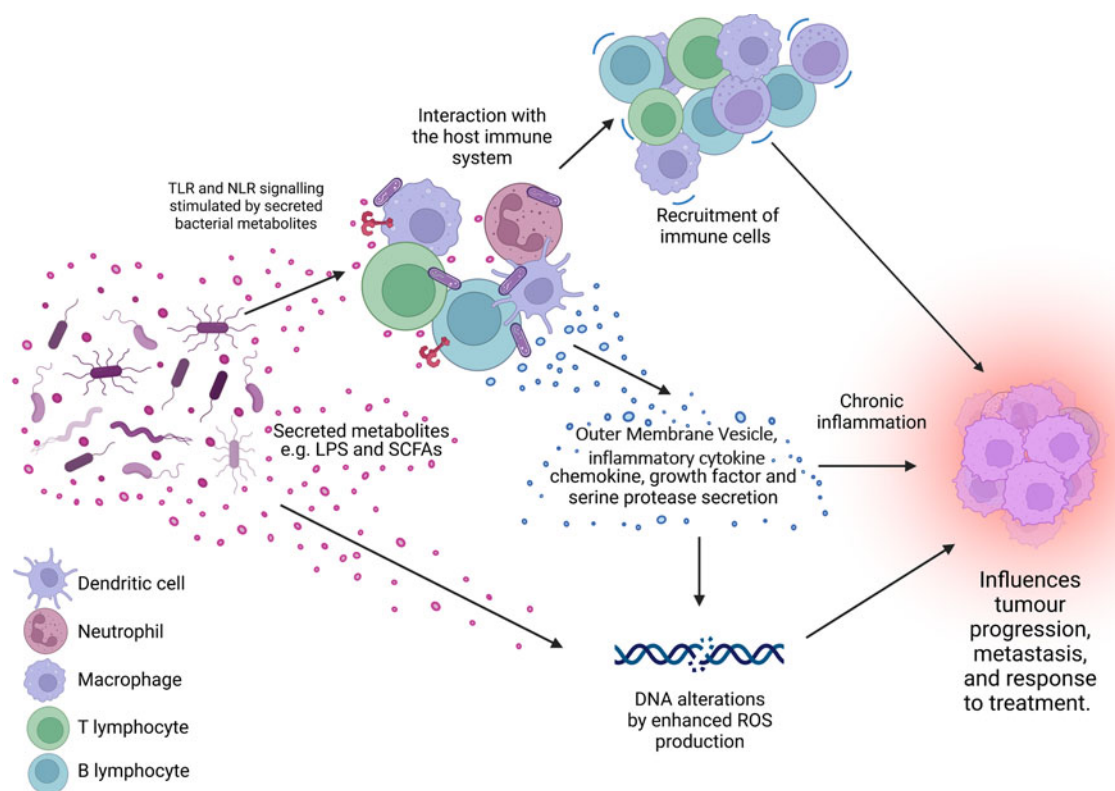 Interaction with
the host immune
system
TLR and NLR signalling
stimulated by secreted
bacterial metabolites
Recruitment of
immune cells
Secreted metabolites
e.g. LPS and SCFAs
Outer Membrane Vesicle,
inflammatory cytokine
chemokine, growth factor and
serine protease secretion
Chronic
inflammation
DNA alterations
by enhanced ROS
production
Influences
tumour
progression,
metastasis,
and response
to treatment.
Dendritic cell
Neutrophil
Macrophage
T lymphocyte
B lymphocyte